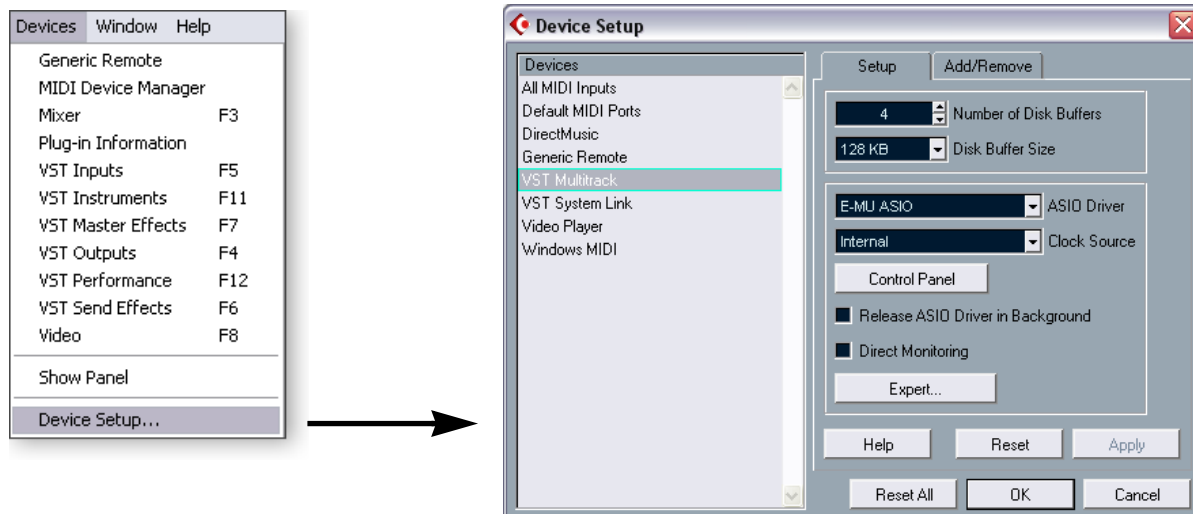 Devices Window Help
Generic Remote
MIDI Device Manager
Mixer F3
Plug-in Information
VST Inputs F5
VST Instruments F11
VST Master Effects F7
VST Outputs F4
VST Performance F12
VST Send Effects F6
Video F8
Show Panel
Device Setup...
Device Setup
Devices
All MIDI Inputs
Default MIDI Ports
DirectMusic
Generic Remote
VST Multitrack
VST System Link
Video Player
Windows MIDI
Setup Add/Remove
4 Number of Disk Buffers
128 KB Disk Buffer Size
E-MU ASIO ASIO Driver
Internal Clock Source
Control Panel
Release ASIO Driver in Background
Direct Monitoring
Expert...
Help Reset Apply
Reset All OK Cancel